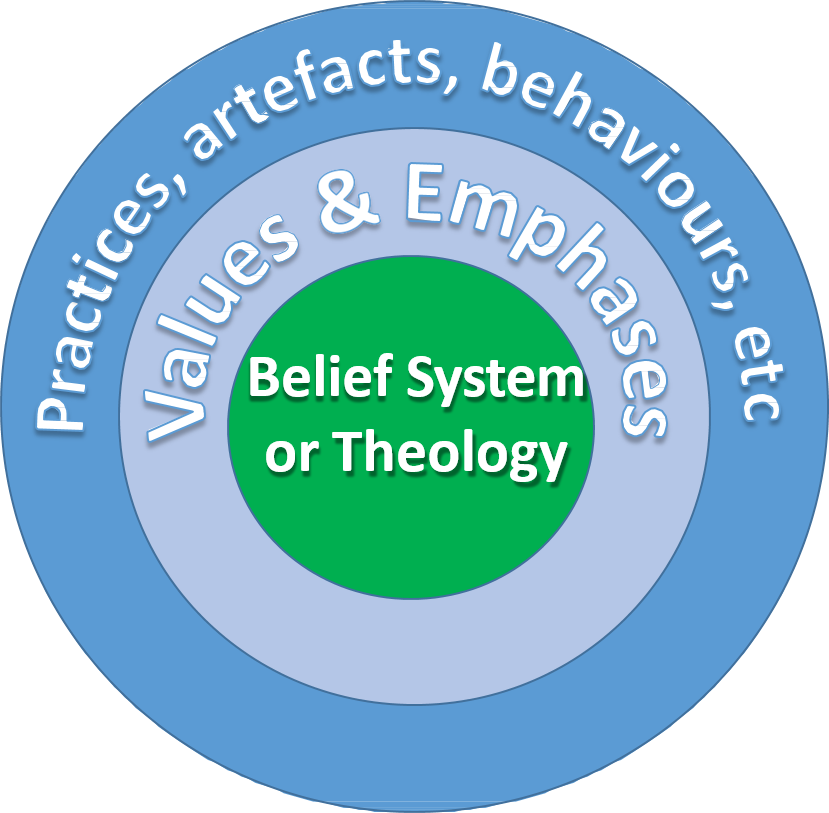 Practices, artefacts, behaviours, etc
Values & Emphases
Belief System
or Theology